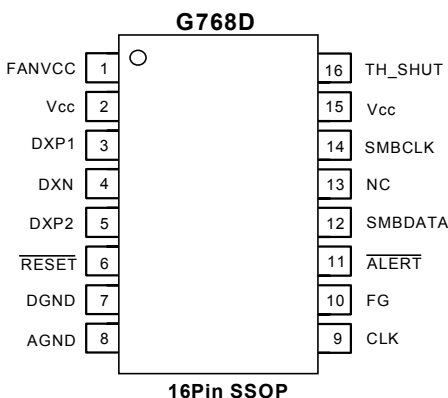 G768D
FANVCC 1 16 TH_SHUT
Vcc 2 15 Vcc
DXP1 3 14 SMBCLK
DXN 4 13 NC
DXP2 5 12 SMBDATA
RESET 6 11 ALERT
DGND 7 10 FG
AGND 8 9 CLK
16Pin SSOP